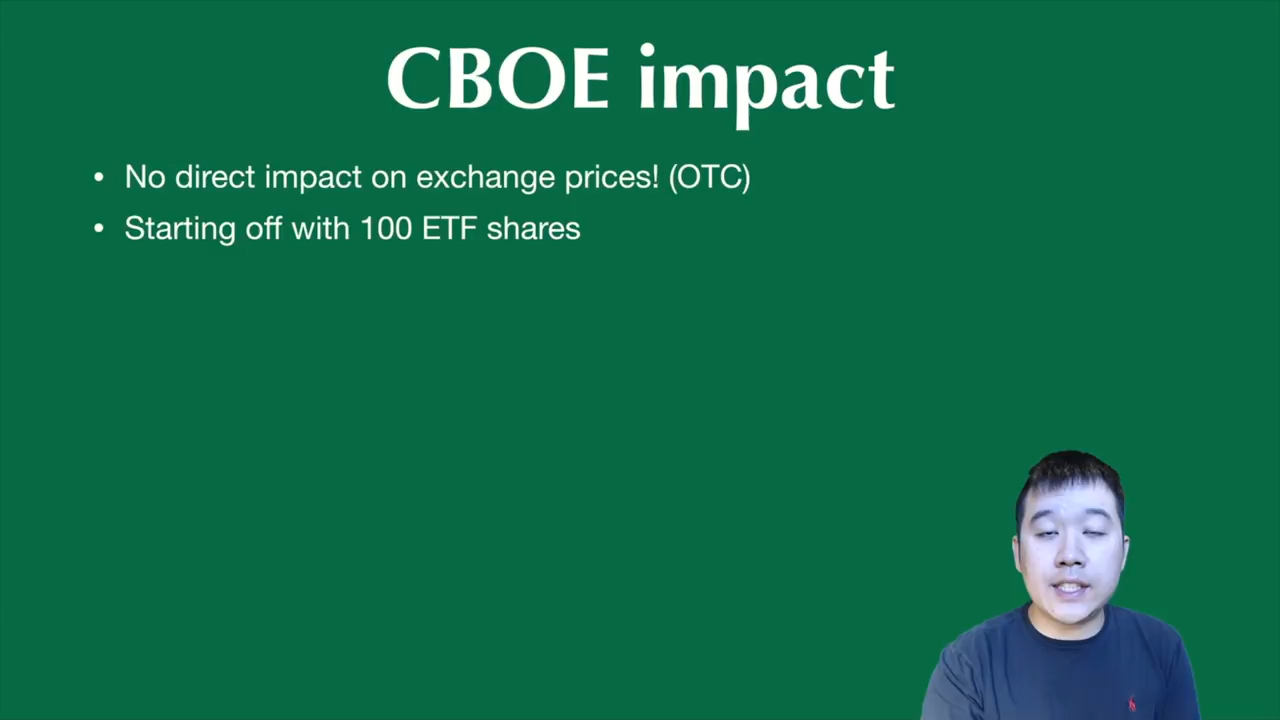 CBOE impact
• No direct impact on exchange prices! (OTC)
• Starting off with 100 ETF shares